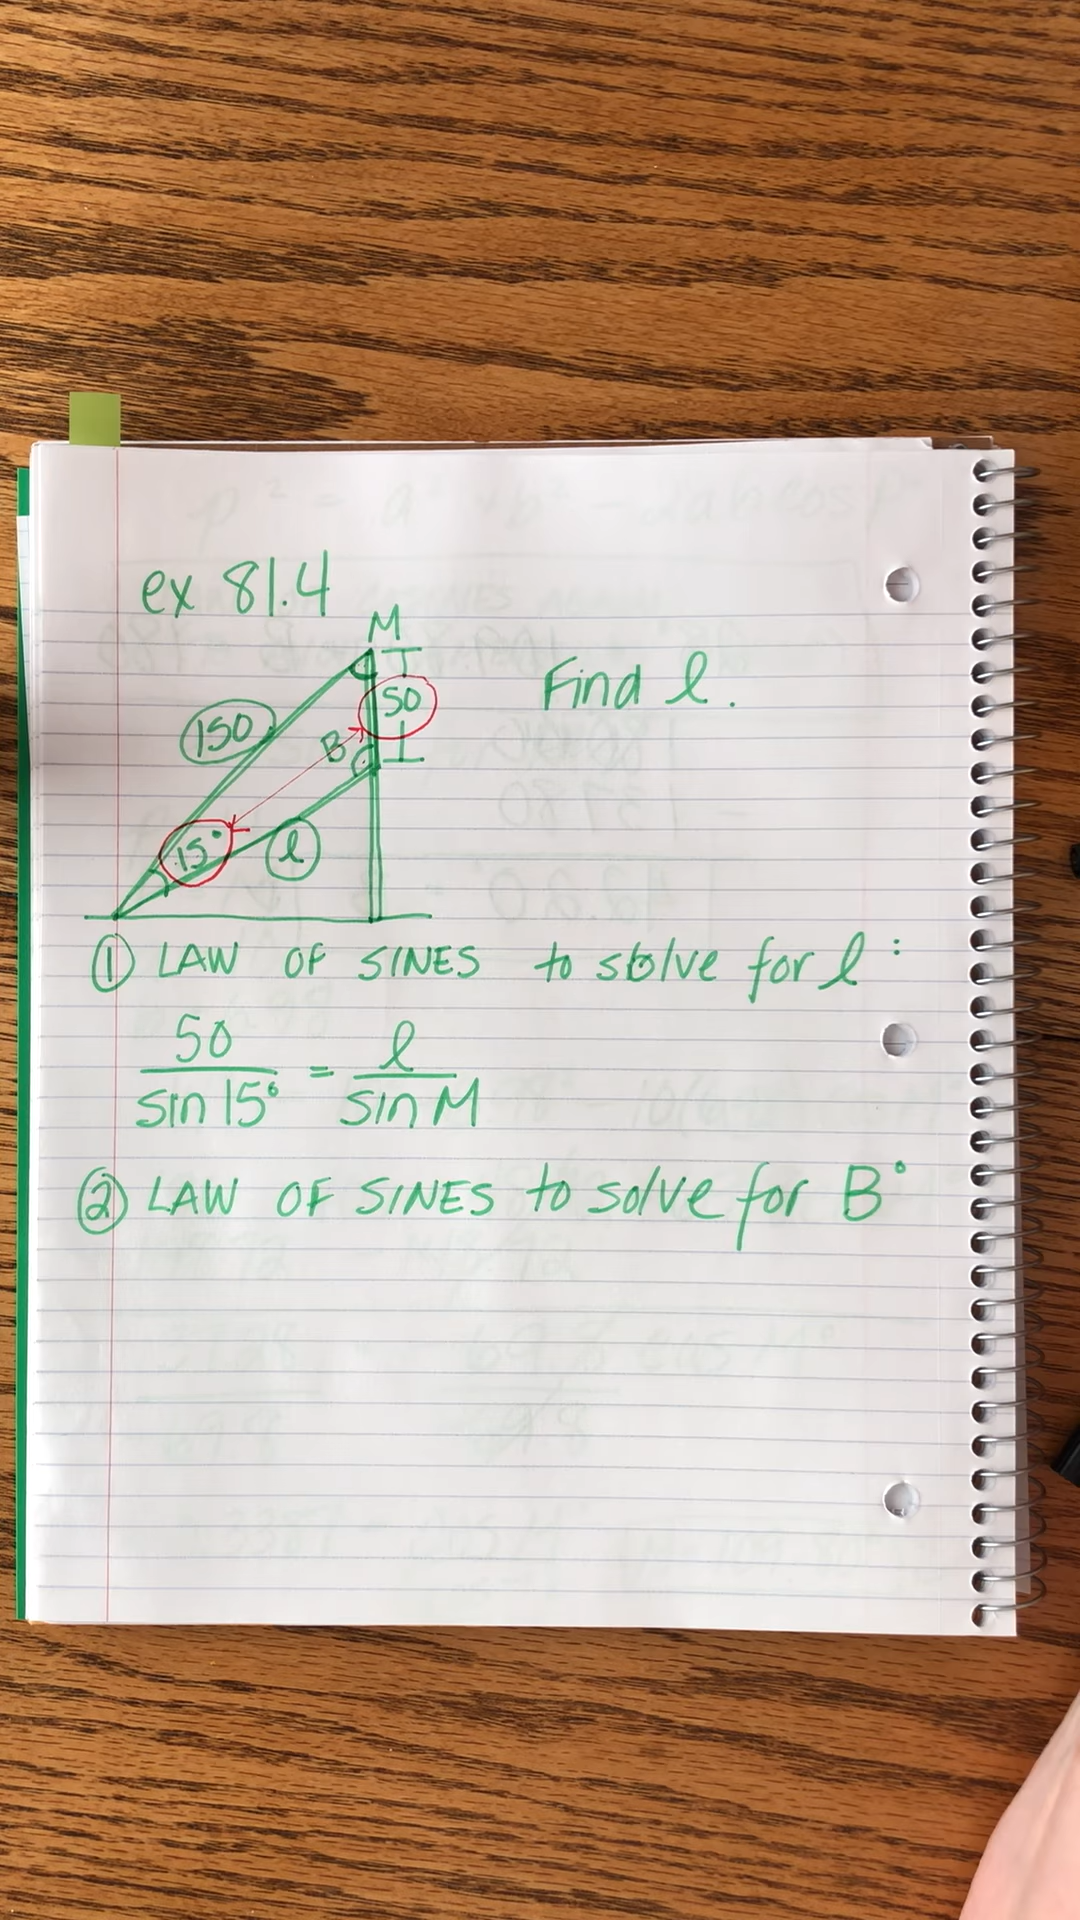 ex 81.4
M
50
Find l.
150
B
15°
l
① LAW OF SINES to solve for l:
50 / sin 15° = l / sin M
② LAW OF SINES to solve for B°